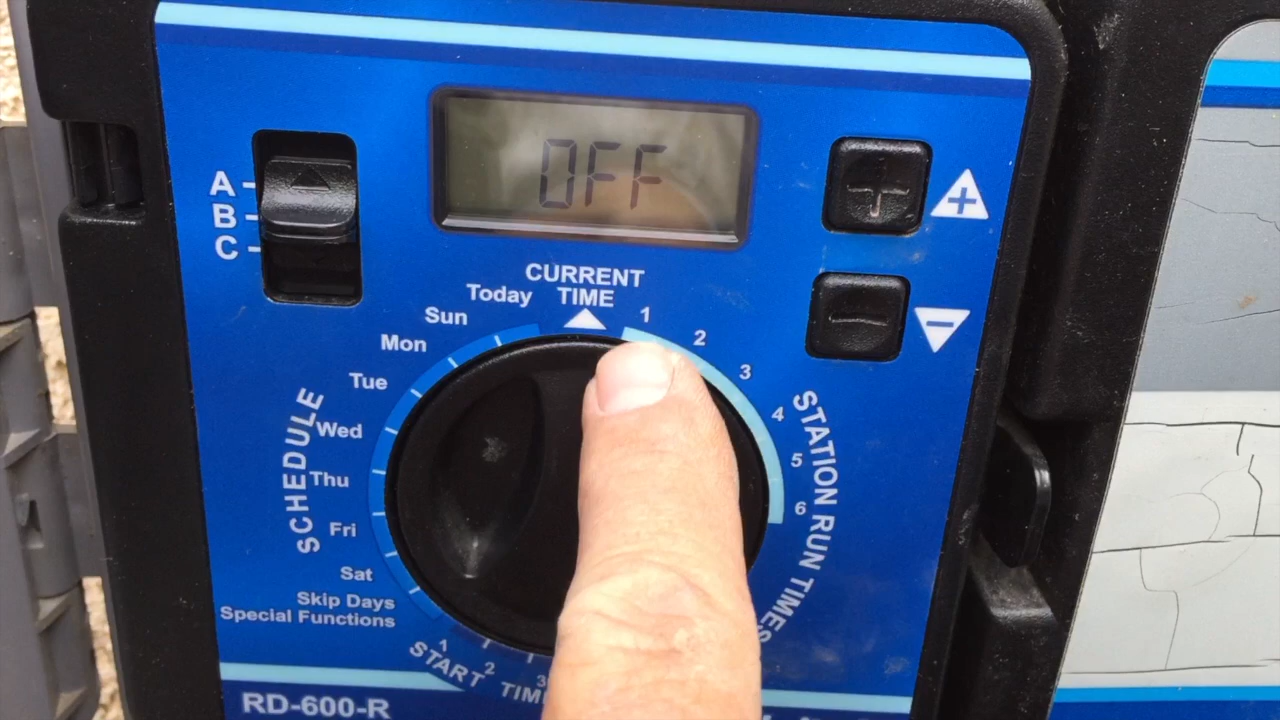 OFF
A
B
C
+
−
CURRENT
TIME
Today
Sun
Mon
Tue
Wed
Thu
Fri
Sat
Skip Days
Special Functions
SCHEDULE
1
2
3
4
5
6
STATION RUN TIMES
1
2
3
START
RD-600-R